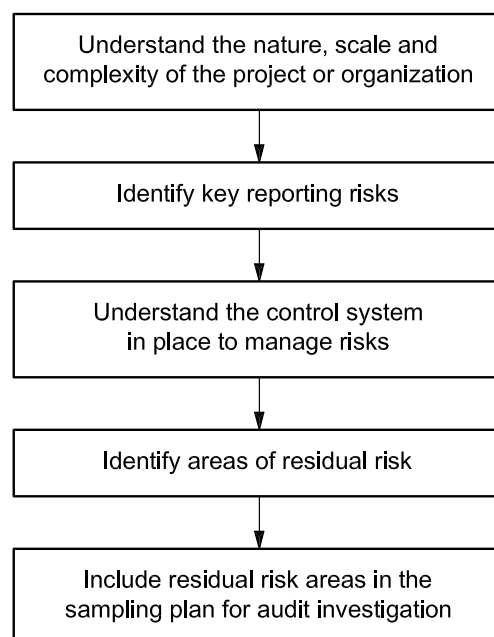 Understand the nature, scale and
complexity of the project or organization
Identify key reporting risks
Understand the control system
in place to manage risks
Identify areas of residual risk
Include residual risk areas in the
sampling plan for audit investigation